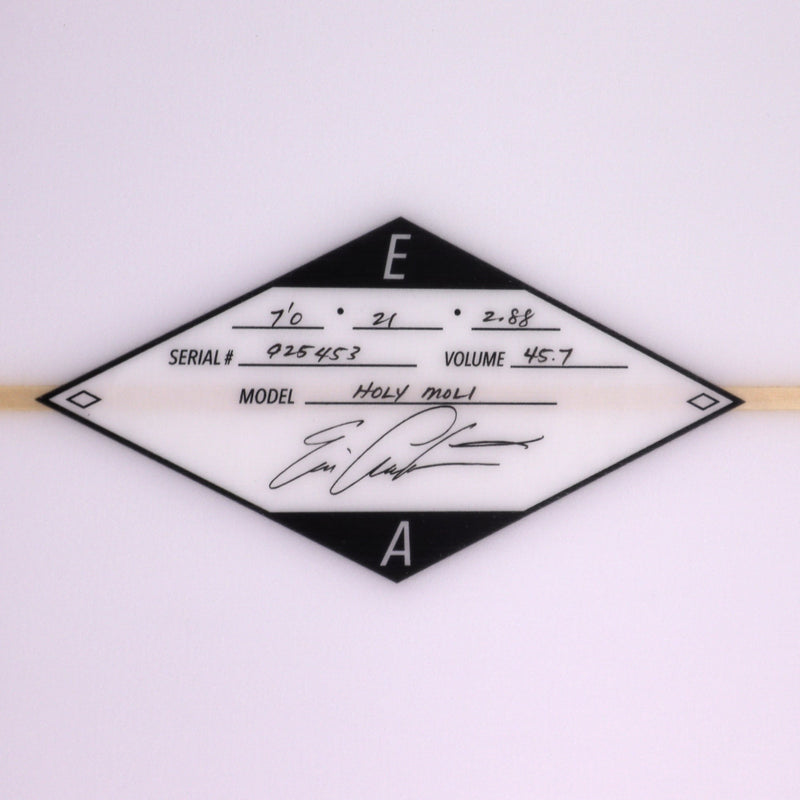 E
7'0 • 21 • 2.88
SERIAL # 925453 VOLUME 45.7
MODEL HOLY MOLI
A